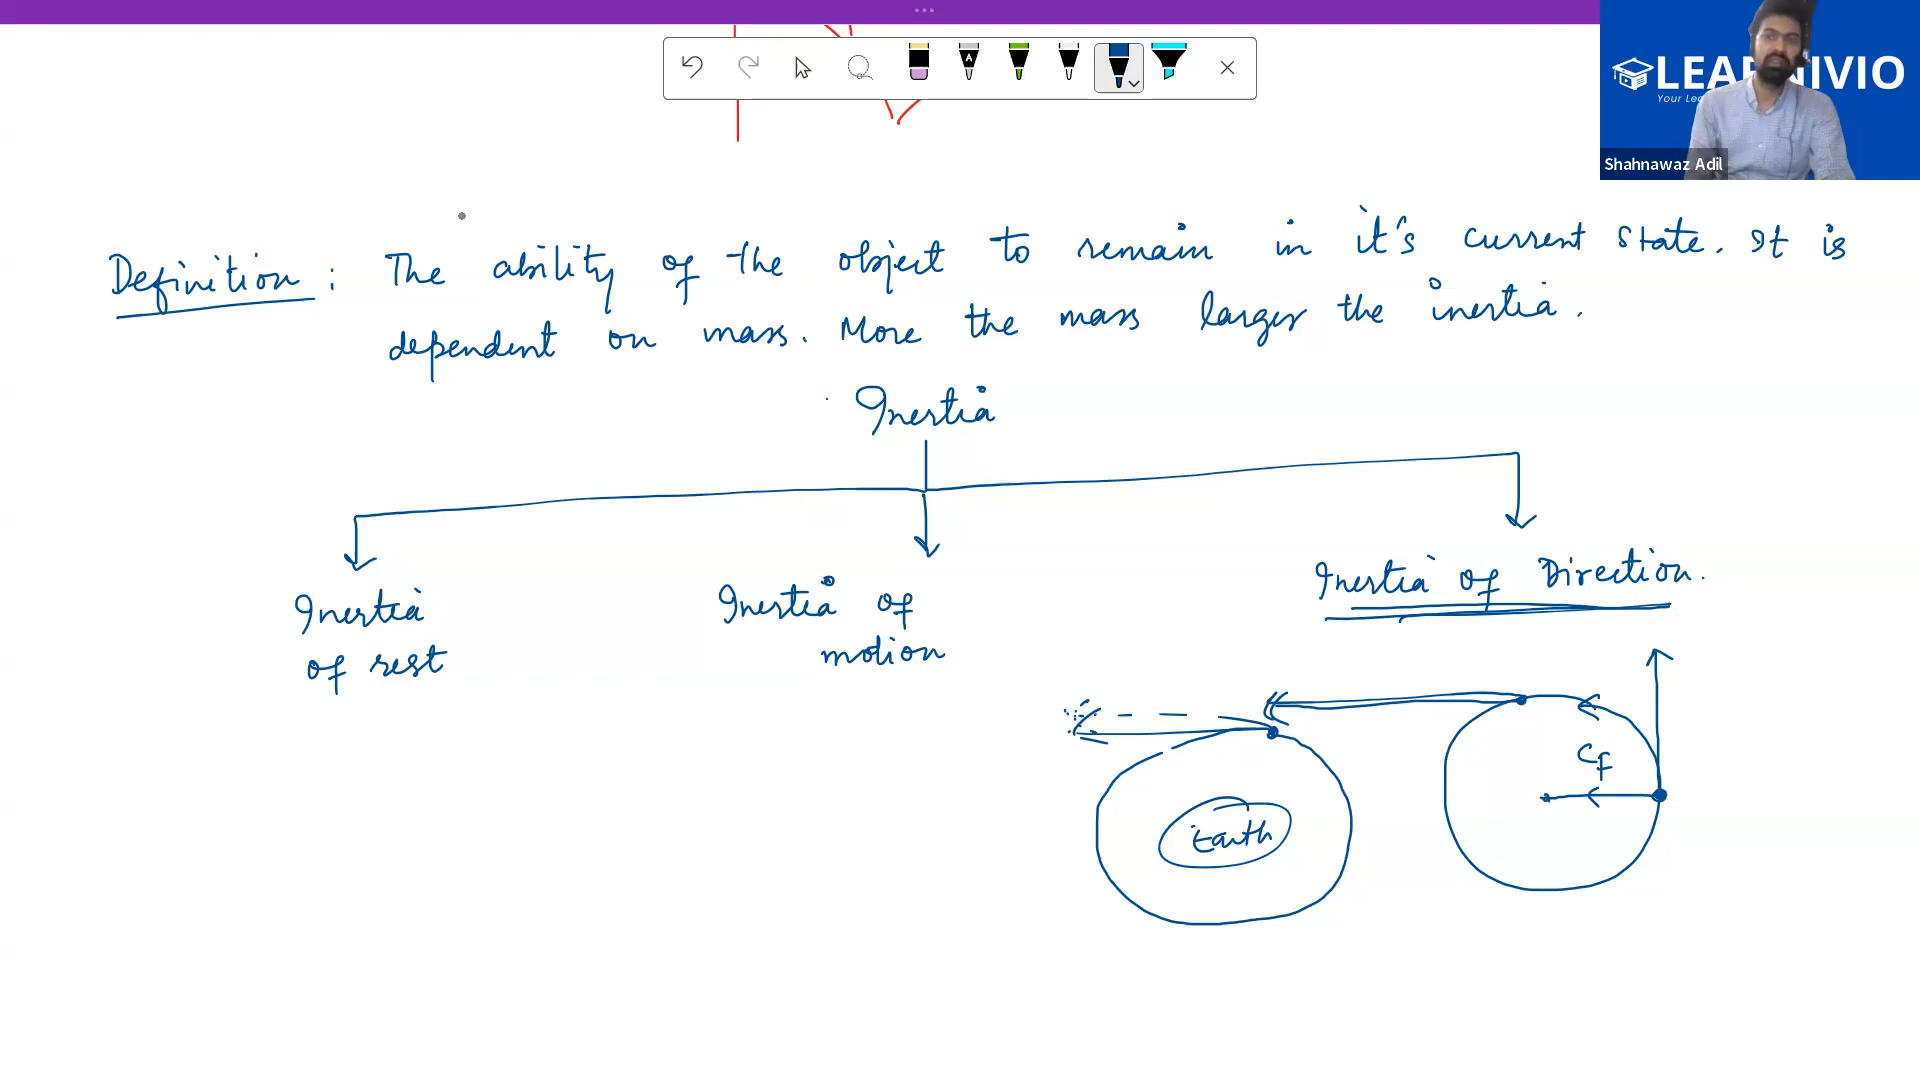 LEARNIVIO
Your Lea
Shahnawaz Adil
Definition : The ability of the object to remain in it's current state. It is
dependent on mass. More the mass larger the inertia.
Inertia
Inertia of rest
Inertia of motion
Inertia of Direction.
CF
Earth